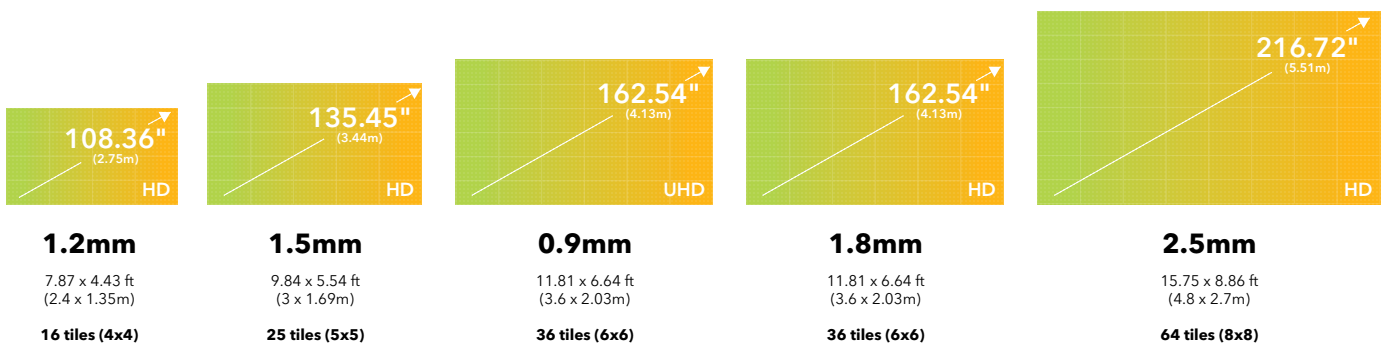 108.36"
(2.75m)
HD
1.2mm
7.87 x 4.43 ft
(2.4 x 1.35m)
16 tiles (4x4)
135.45"
(3.44m)
HD
1.5mm
9.84 x 5.54 ft
(3 x 1.69m)
25 tiles (5x5)
162.54"
(4.13m)
UHD
0.9mm
11.81 x 6.64 ft
(3.6 x 2.03m)
36 tiles (6x6)
162.54"
(4.13m)
HD
1.8mm
11.81 x 6.64 ft
(3.6 x 2.03m)
36 tiles (6x6)
216.72"
(5.51m)
HD
2.5mm
15.75 x 8.86 ft
(4.8 x 2.7m)
64 tiles (8x8)